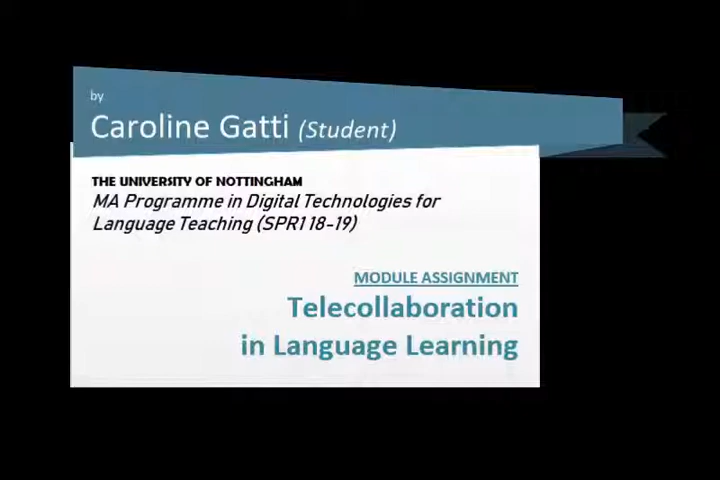 by
Caroline Gatti (Student)
THE UNIVERSITY OF NOTTINGHAM
MA Programme in Digital Technologies for
Language Teaching (SPR1 18-19)
MODULE ASSIGNMENT
Telecollaboration
in Language Learning